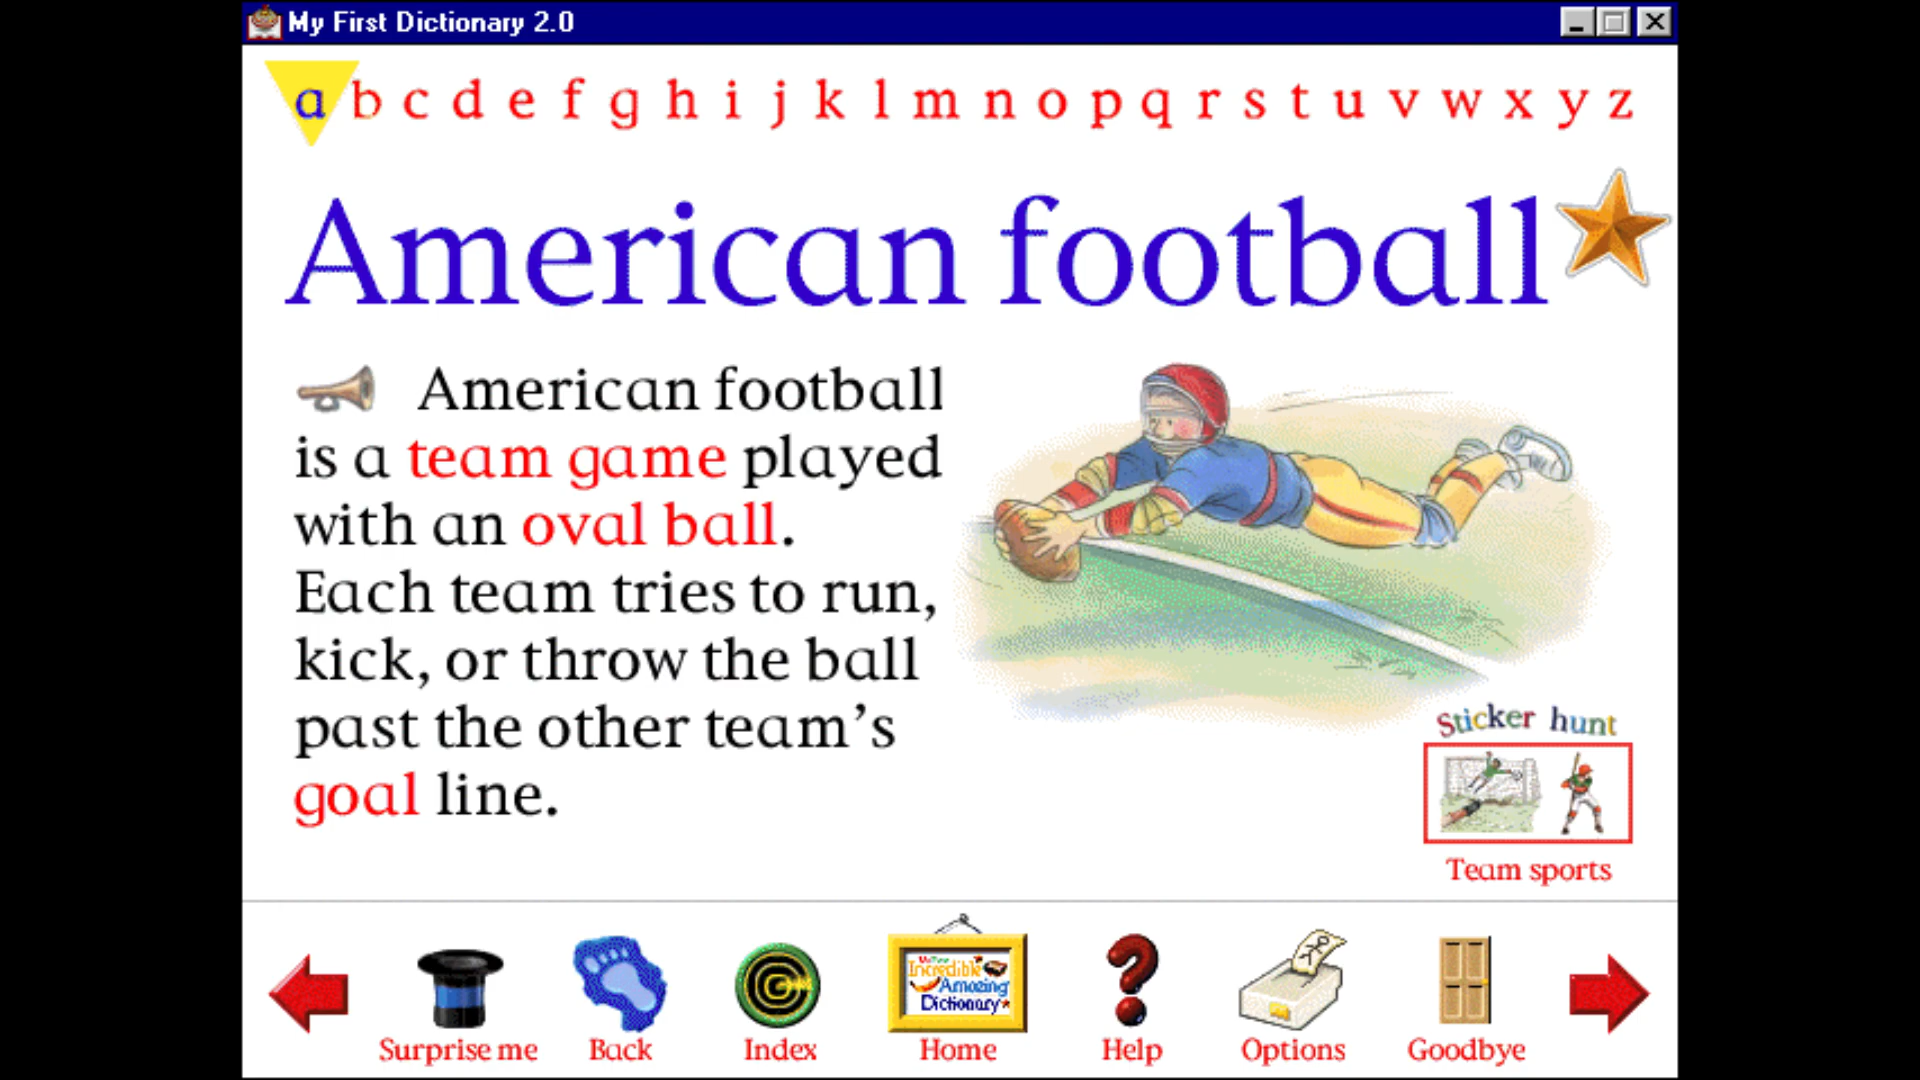 My First Dictionary 2.0
a b c d e f g h i j k l m n o p q r s t u v w x y z
American football
American football
is a team game played
with an oval ball.
Each team tries to run,
kick, or throw the ball
past the other team's
goal line.
Sticker hunt
Team sports
My First
Incredible
Amazing
Dictionary
Surprise me
Back
Index
Home
Help
Options
Goodbye